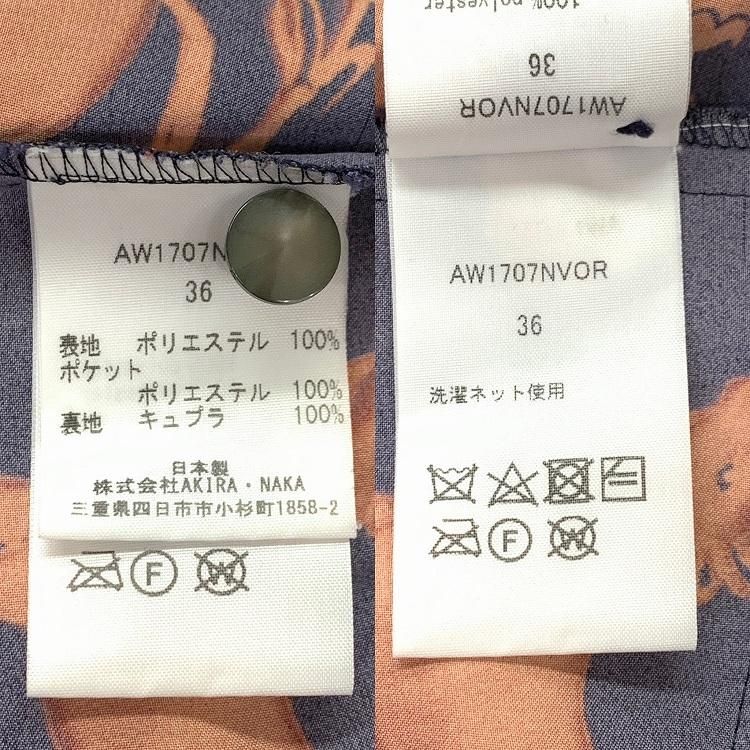 AW1707N
36
表地 ポリエステル 100%
ポケット
ポリエステル 100%
裏地 キュプラ 100%
日本製
株式会社AKIRA・NAKA
三重県四日市市小杉町1858-2
F
W
100% polyester
36
AW1707NVOR
AW1707NVOR
36
洗濯ネット使用
F
W